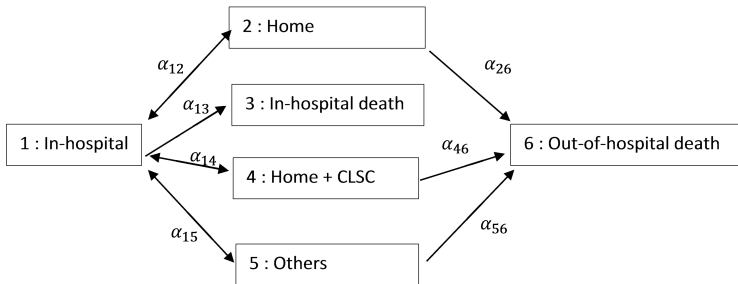 2 : Home
α₁₂
α₂₆
α₁₃
3 : In-hospital death
1 : In-hospital
α₁₄
α₄₆
6 : Out-of-hospital death
4 : Home + CLSC
α₁₅
α₅₆
5 : Others